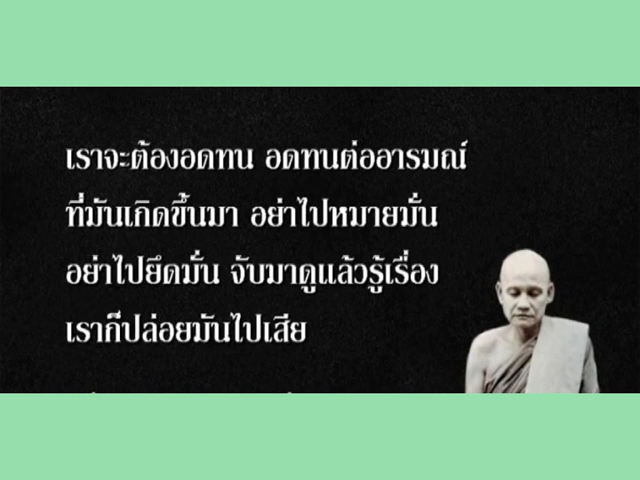 เราจะต้องอดทน อดทนต่ออารมณ์
ที่มันเกิดขึ้นมา อย่าไปหมายมั่น
อย่าไปยึดมั่น จับมาดูแล้วรู้เรื่อง
เราก็ปล่อยมันไปเสีย